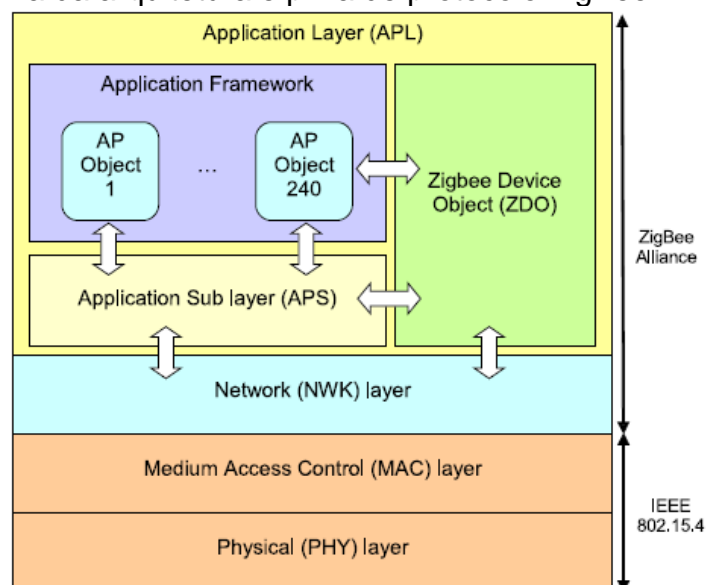 Application Layer (APL)
Application Framework
AP
Object
1
...
AP
Object
240
Zigbee Device
Object (ZDO)
Application Sub layer (APS)
Network (NWK) layer
Medium Access Control (MAC) layer
Physical (PHY) layer
ZigBee
Alliance
IEEE
802.15.4